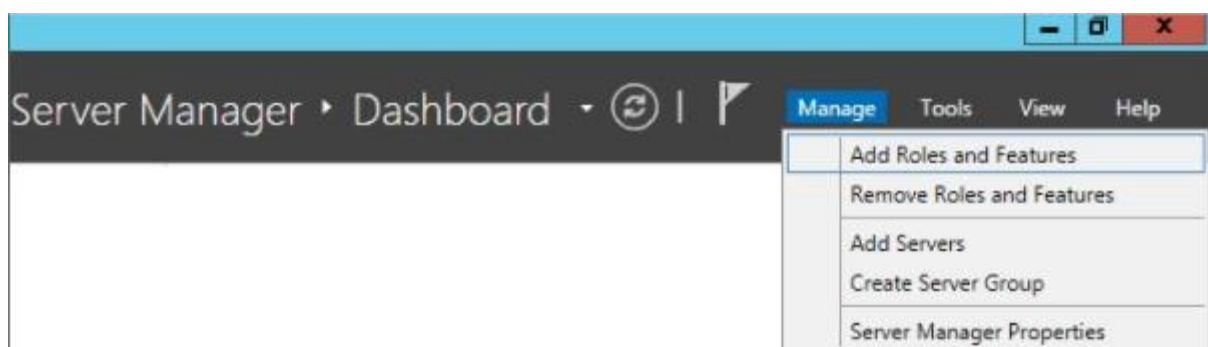 Server Manager ‣ Dashboard
Manage Tools View Help
Add Roles and Features
Remove Roles and Features
Add Servers
Create Server Group
Server Manager Properties